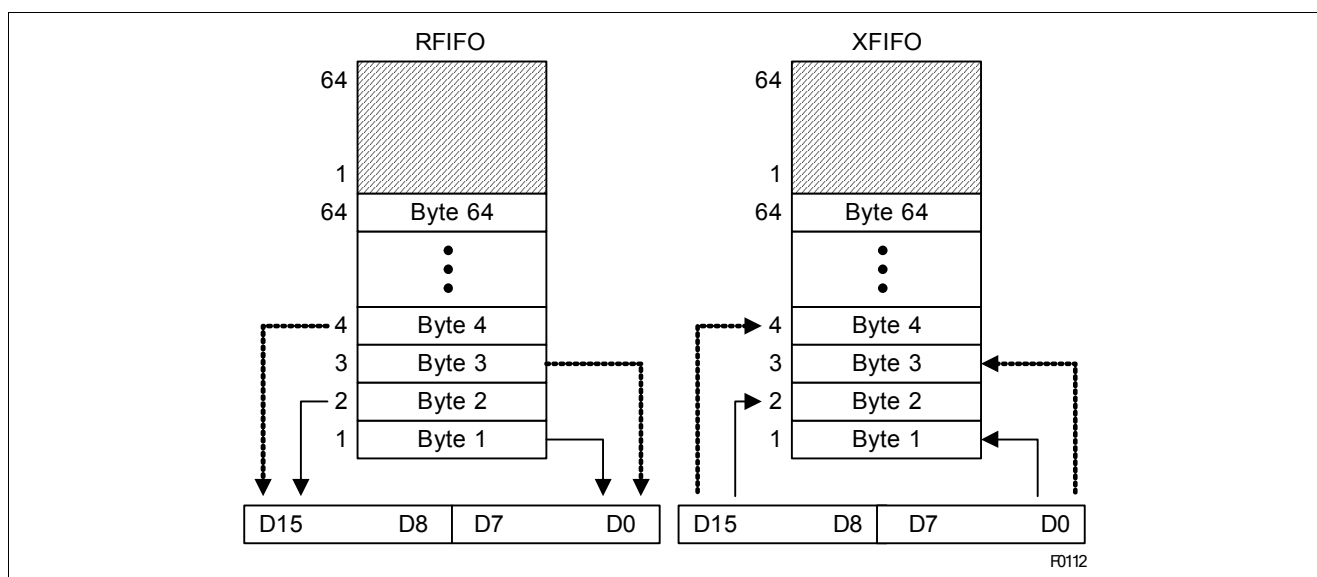 RFIFO XFIFO
64 64
1 1
64 Byte 64 64 Byte 64
4 Byte 4 4 Byte 4
3 Byte 3 3 Byte 3
2 Byte 2 2 Byte 2
1 Byte 1 1 Byte 1
D15 D8 D7 D0 D15 D8 D7 D0
F0112